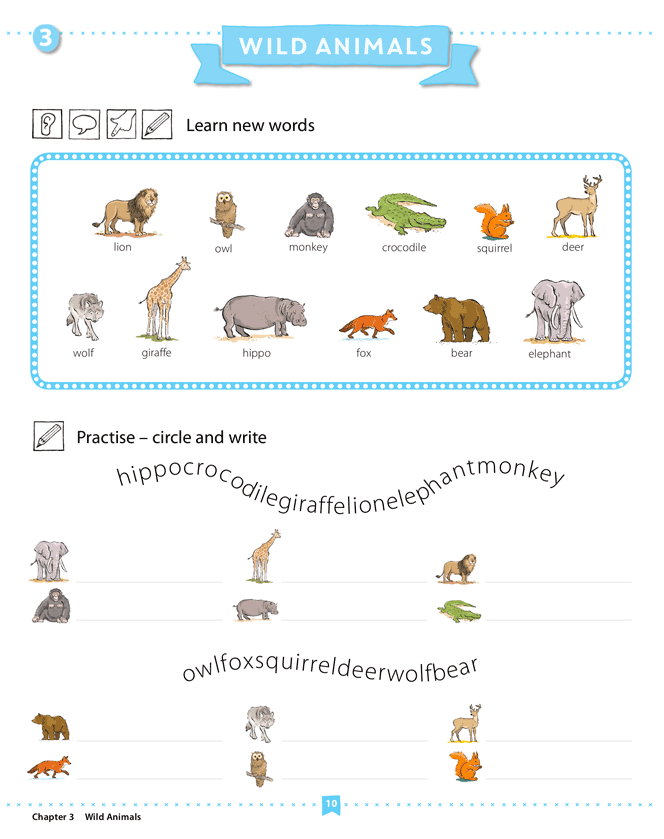 3
WILD ANIMALS
Learn new words
lion owl monkey crocodile squirrel deer
wolf giraffe hippo fox bear elephant
Practise – circle and write
hippocrocodilegiraffelionelephantmonkey
owlfoxsquirreldeerwolfbear
10
Chapter 3 Wild Animals